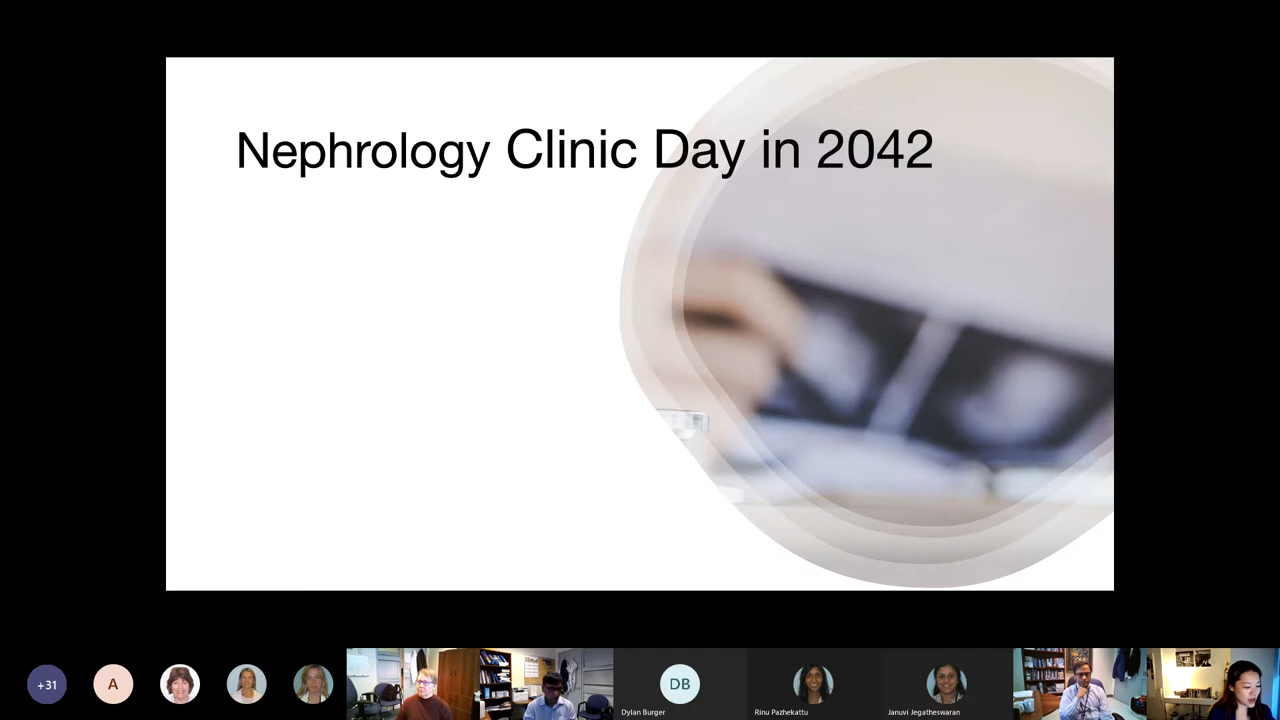 Nephrology Clinic Day in 2042
+31
A
DB
Dylan Burger
Rinu Pazhekattu
Januvi Jegatheswaran